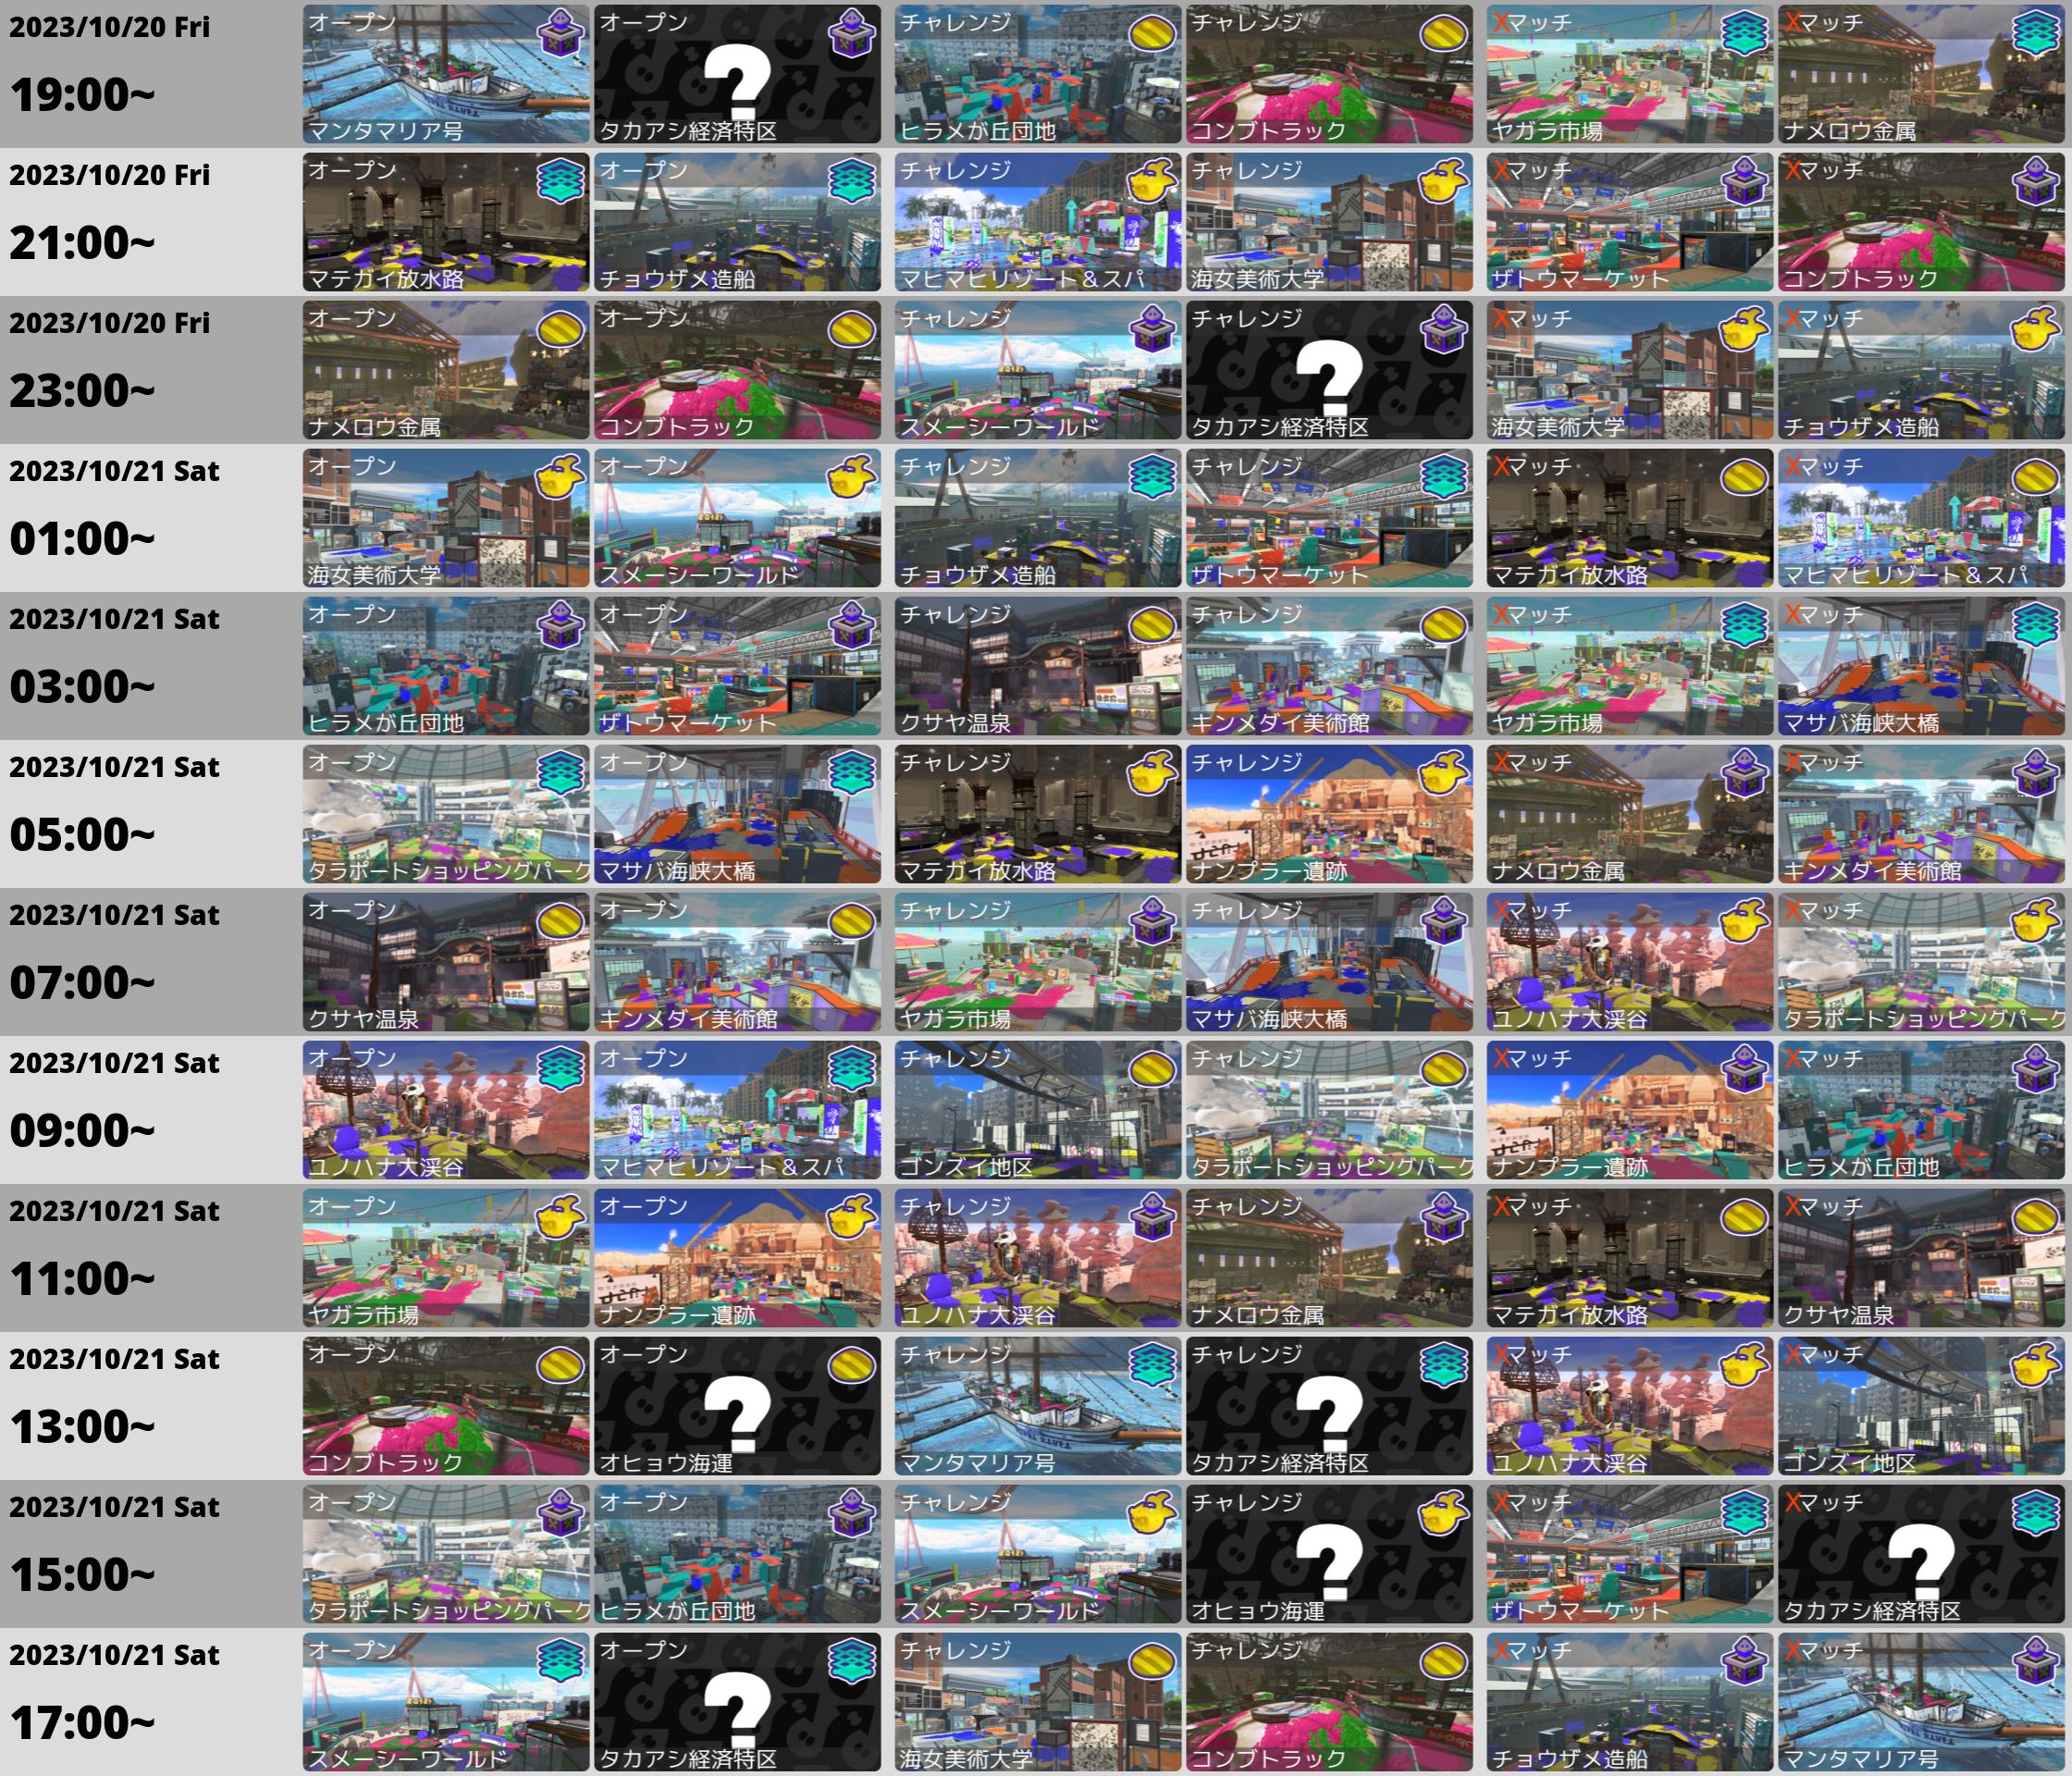 2023/10/20 Fri
19:00~
オープン
マンタマリア号
オープン
タカアシ経済特区
チャレンジ
ヒラメが丘団地
チャレンジ
コンブトラック
Xマッチ
ヤガラ市場
Xマッチ
ナメロウ金属
2023/10/20 Fri
21:00~
オープン
マテガイ放水路
オープン
チョウザメ造船
チャレンジ
マヒマヒリゾート＆スパ
チャレンジ
海女美術大学
Xマッチ
ザトウマーケット
Xマッチ
コンブトラック
2023/10/20 Fri
23:00~
オープン
ナメロウ金属
オープン
コンブトラック
チャレンジ
スメーシーワールド
チャレンジ
タカアシ経済特区
Xマッチ
海女美術大学
Xマッチ
チョウザメ造船
2023/10/21 Sat
01:00~
オープン
海女美術大学
オープン
スメーシーワールド
チャレンジ
チョウザメ造船
チャレンジ
ザトウマーケット
Xマッチ
マテガイ放水路
Xマッチ
マヒマヒリゾート＆スパ
2023/10/21 Sat
03:00~
オープン
ヒラメが丘団地
オープン
ザトウマーケット
チャレンジ
クサヤ温泉
チャレンジ
キンメダイ美術館
Xマッチ
ヤガラ市場
Xマッチ
マサバ海峡大橋
2023/10/21 Sat
05:00~
オープン
タラポートショッピングパーク
オープン
マサバ海峡大橋
チャレンジ
マテガイ放水路
チャレンジ
ナンプラー遺跡
Xマッチ
ナメロウ金属
Xマッチ
キンメダイ美術館
2023/10/21 Sat
07:00~
オープン
クサヤ温泉
オープン
キンメダイ美術館
チャレンジ
ヤガラ市場
チャレンジ
マサバ海峡大橋
Xマッチ
ユノハナ大渓谷
Xマッチ
タラポートショッピングパーク
2023/10/21 Sat
09:00~
オープン
ユノハナ大渓谷
オープン
マヒマヒリゾート＆スパ
チャレンジ
ゴンズイ地区
チャレンジ
タラポートショッピングパーク
Xマッチ
ナンプラー遺跡
Xマッチ
ヒラメが丘団地
2023/10/21 Sat
11:00~
オープン
ヤガラ市場
オープン
ナンプラー遺跡
チャレンジ
ユノハナ大渓谷
チャレンジ
ナメロウ金属
Xマッチ
マテガイ放水路
Xマッチ
クサヤ温泉
2023/10/21 Sat
13:00~
オープン
コンブトラック
オープン
オヒョウ海運
チャレンジ
マンタマリア号
チャレンジ
タカアシ経済特区
Xマッチ
ユノハナ大渓谷
Xマッチ
ゴンズイ地区
2023/10/21 Sat
15:00~
オープン
タラポートショッピングパーク
オープン
ヒラメが丘団地
チャレンジ
スメーシーワールド
チャレンジ
オヒョウ海運
Xマッチ
ザトウマーケット
Xマッチ
タカアシ経済特区
2023/10/21 Sat
17:00~
オープン
スメーシーワールド
オープン
タカアシ経済特区
チャレンジ
海女美術大学
チャレンジ
コンブトラック
Xマッチ
チョウザメ造船
Xマッチ
マンタマリア号